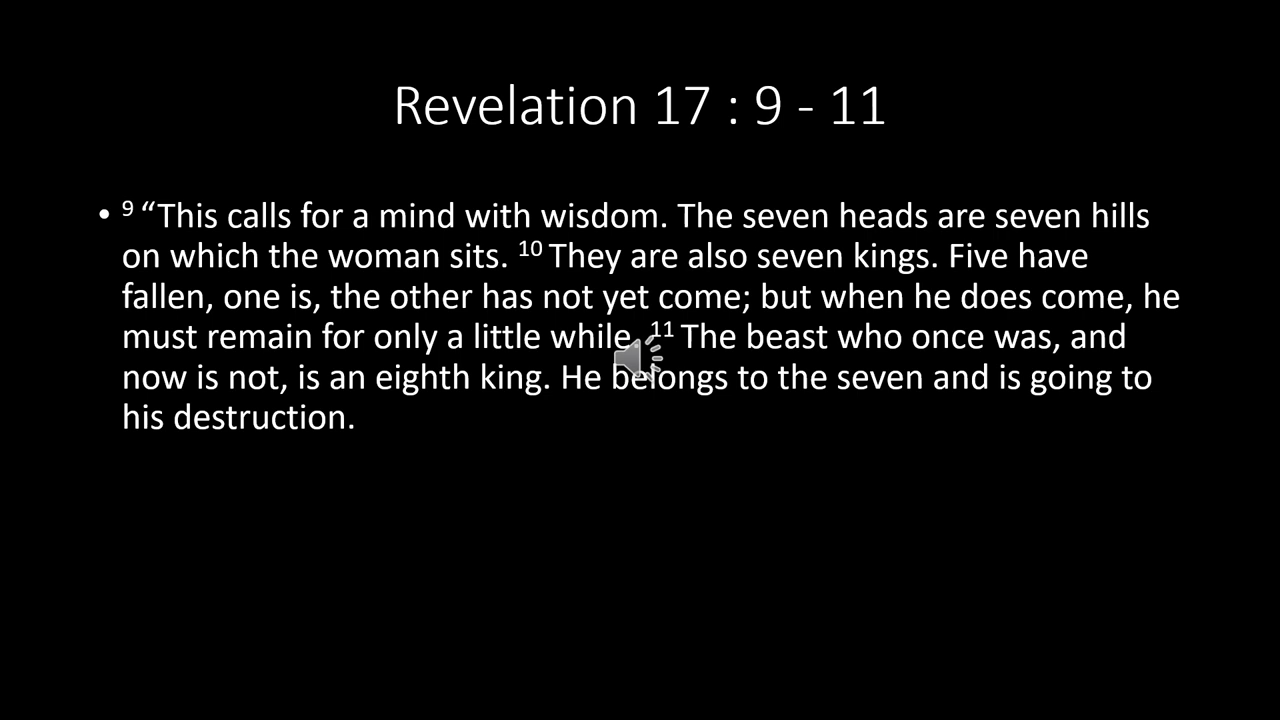 Revelation 17 : 9 - 11
• 9 “This calls for a mind with wisdom. The seven heads are seven hills
on which the woman sits. 10 They are also seven kings. Five have
fallen, one is, the other has not yet come; but when he does come, he
must remain for only a little while. 11 The beast who once was, and
now is not, is an eighth king. He belongs to the seven and is going to
his destruction.